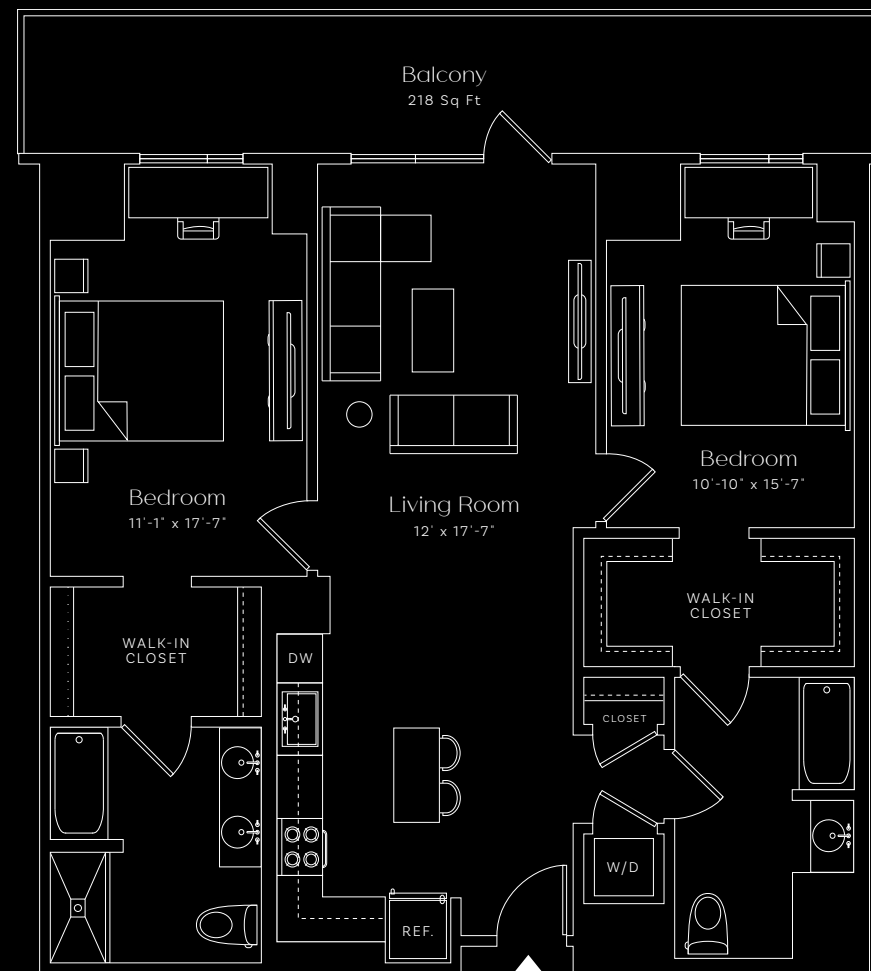 Balcony
218 Sq Ft
Bedroom
10'-10" x 15'-7"
Bedroom
11'-1" x 17'-7"
Living Room
12' x 17'-7"
WALK-IN
CLOSET
WALK-IN
CLOSET
DW
CLOSET
W/D
REF.